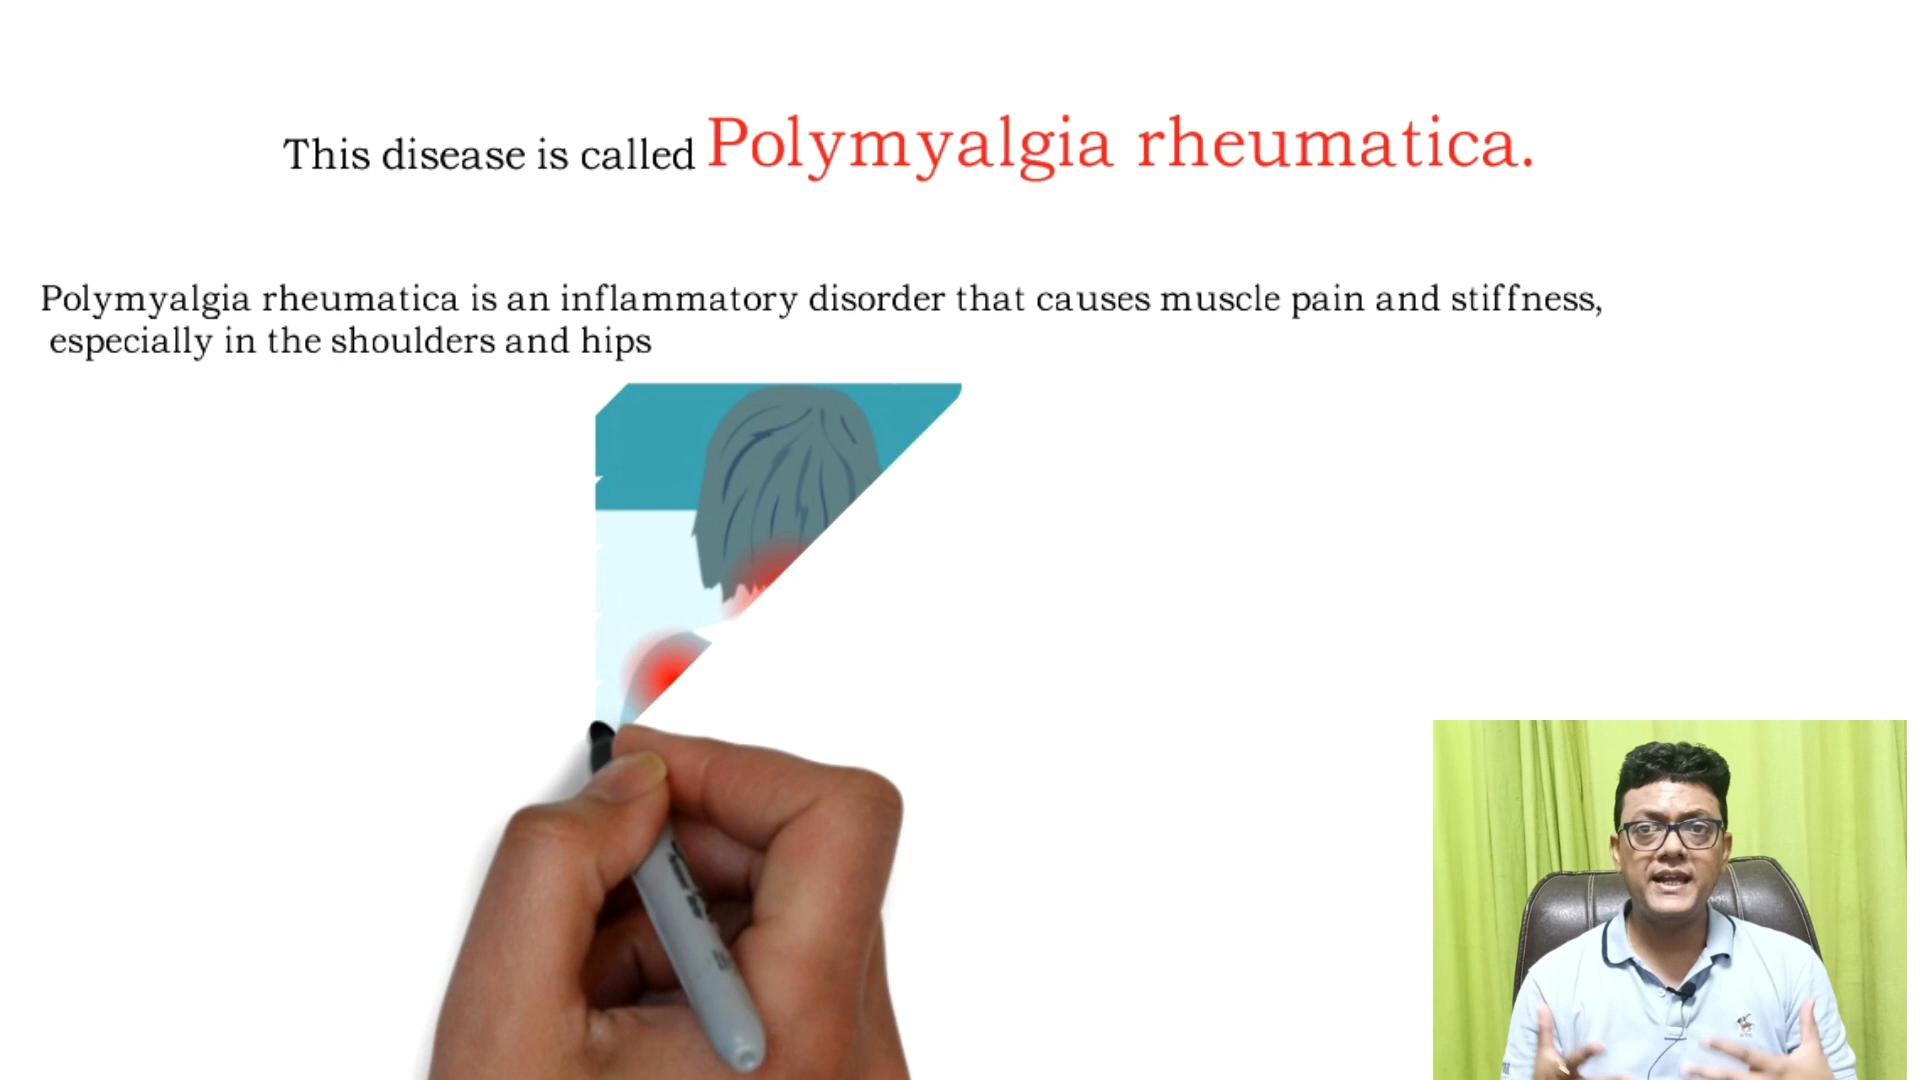 This disease is called Polymyalgia rheumatica.
Polymyalgia rheumatica is an inflammatory disorder that causes muscle pain and stiffness,
especially in the shoulders and hips